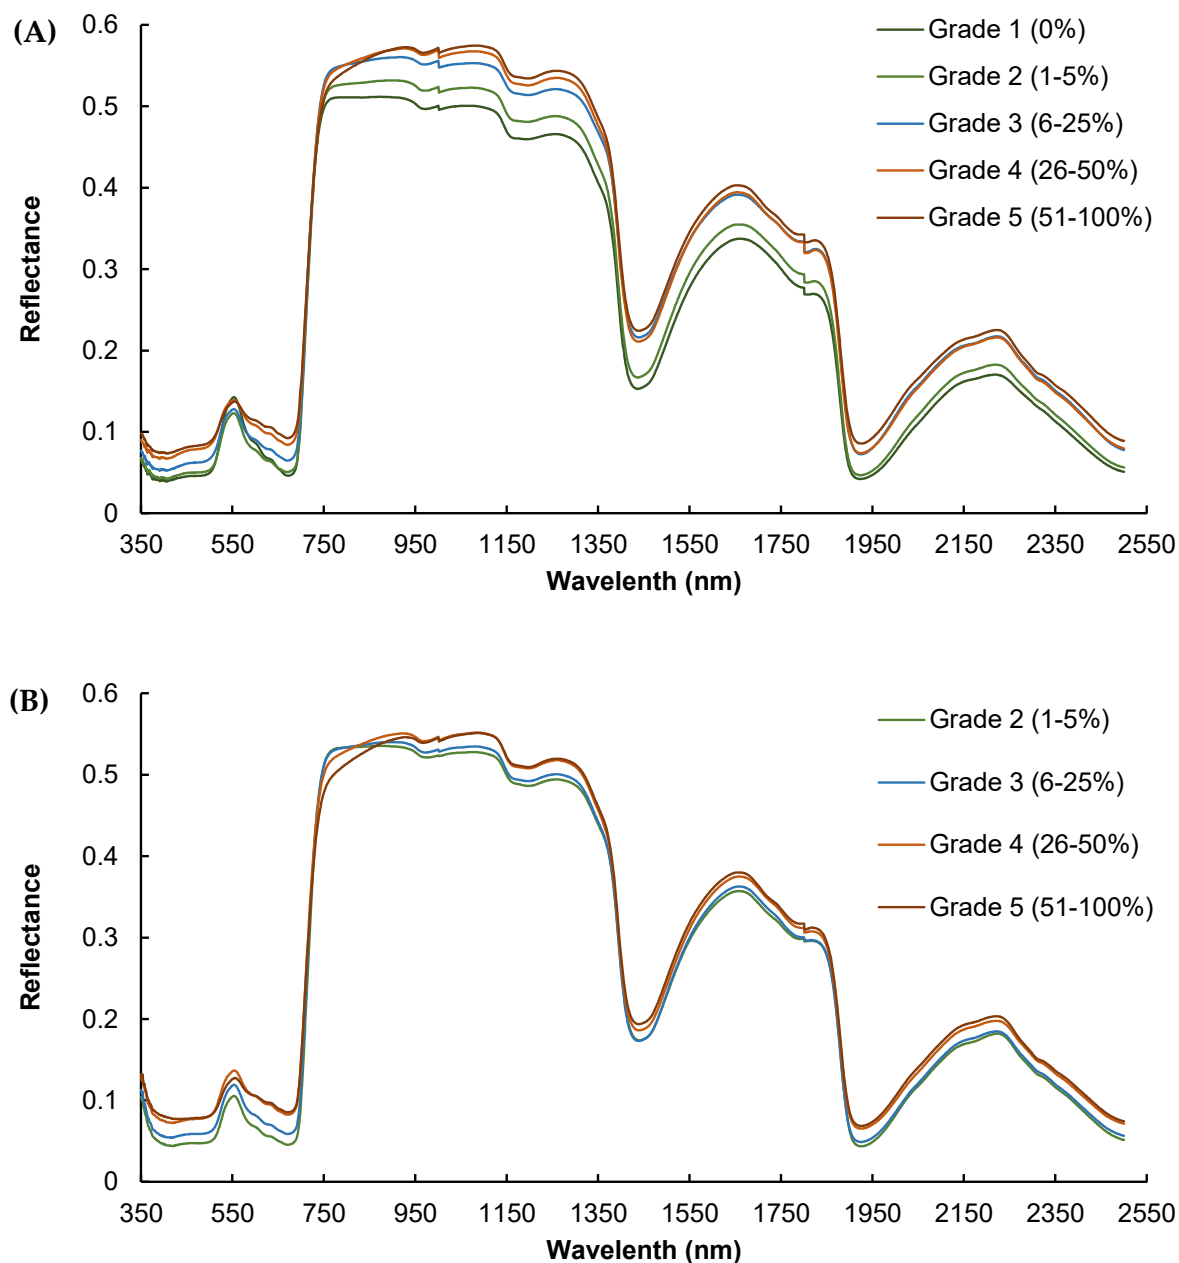 (A)
0.6
0.5
0.4
0.3
0.2
0.1
0
Reflectance
350 550 750 950 1150 1350 1550 1750 1950 2150 2350 2550
Wavelenth (nm)
Grade 1 (0%)
Grade 2 (1-5%)
Grade 3 (6-25%)
Grade 4 (26-50%)
Grade 5 (51-100%)
(B)
0.6
0.5
0.4
0.3
0.2
0.1
0
Reflectance
350 550 750 950 1150 1350 1550 1750 1950 2150 2350 2550
Wavelenth (nm)
Grade 2 (1-5%)
Grade 3 (6-25%)
Grade 4 (26-50%)
Grade 5 (51-100%)